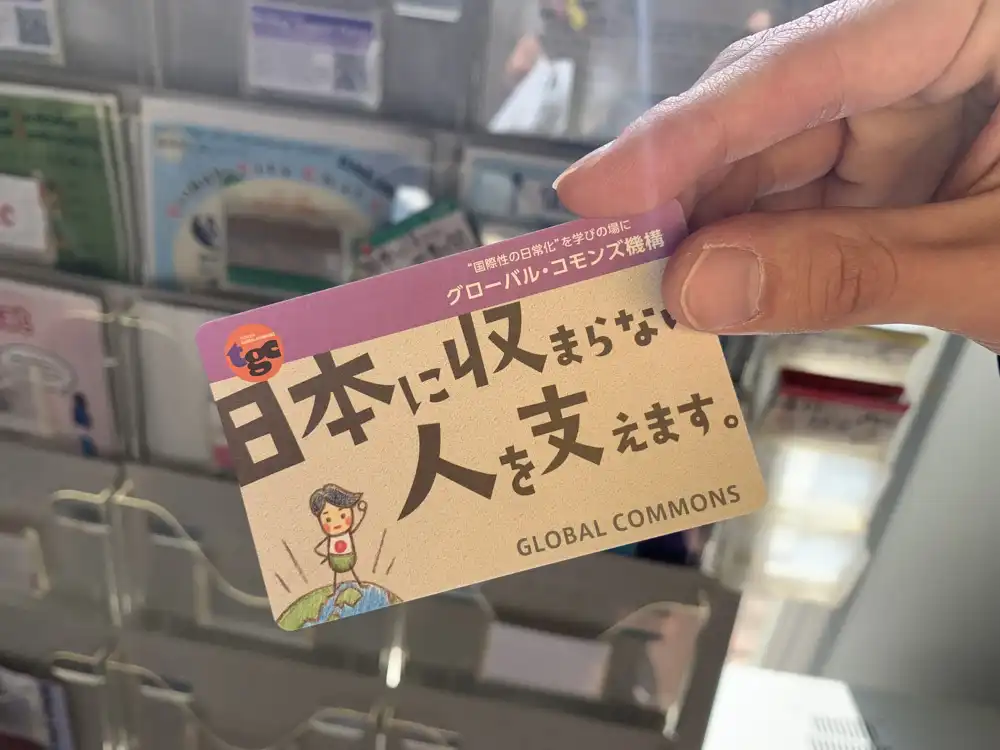 "国際性の日常化"を学びの場に
グローバル・コモンズ機構
tgc
日本に収まらない
人を支えます。
GLOBAL COMMONS